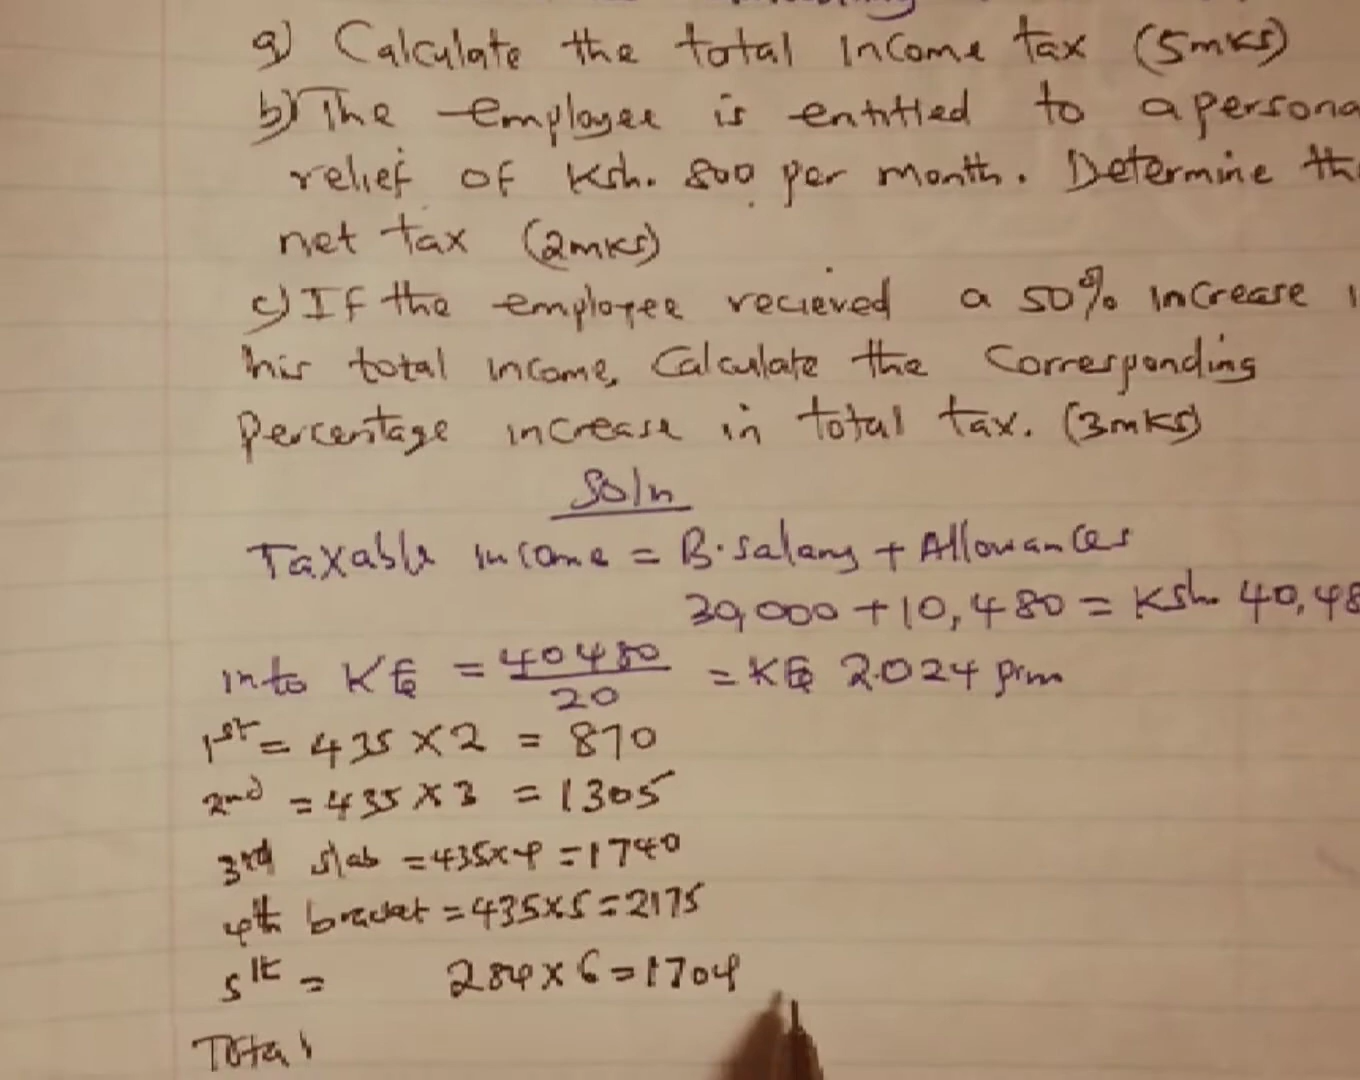 a) Calculate the total income tax (5mks)
b) The employee is entitled to a persona
relief of Ksh. 800 per month. Determine th
net tax (2mks)
c) If the employee recieved a 50% increase i
his total income, Calculate the Corresponding
Percentage increase in total tax. (3mks)
Soln
Taxable income = B.salary + Allowances
30,000 + 10,480 = Ksh 40,48
into K£ = 40480/20 = K£ 2024 p.m
1st = 435 × 2 = 870
2nd = 435 × 3 = 1305
3rd slab = 435×4 = 1740
4th bracket = 435×5 = 2175
5th = 284 × 6 = 1704
Total